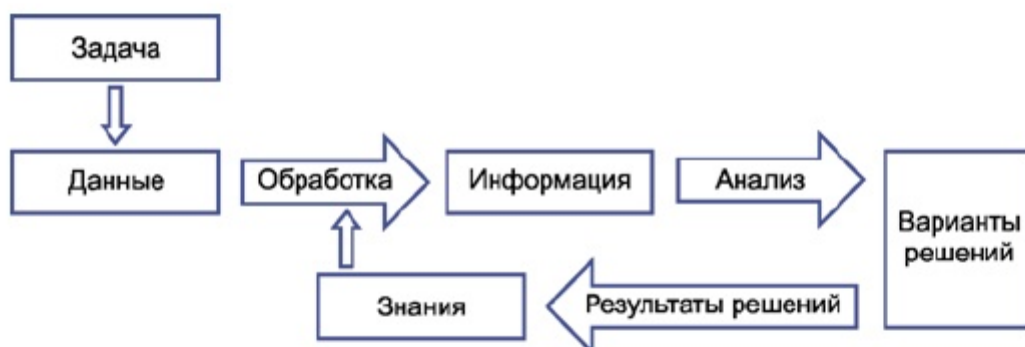 Задача
Данные
Обработка
Информация
Анализ
Варианты
решений
Знания
Результаты решений